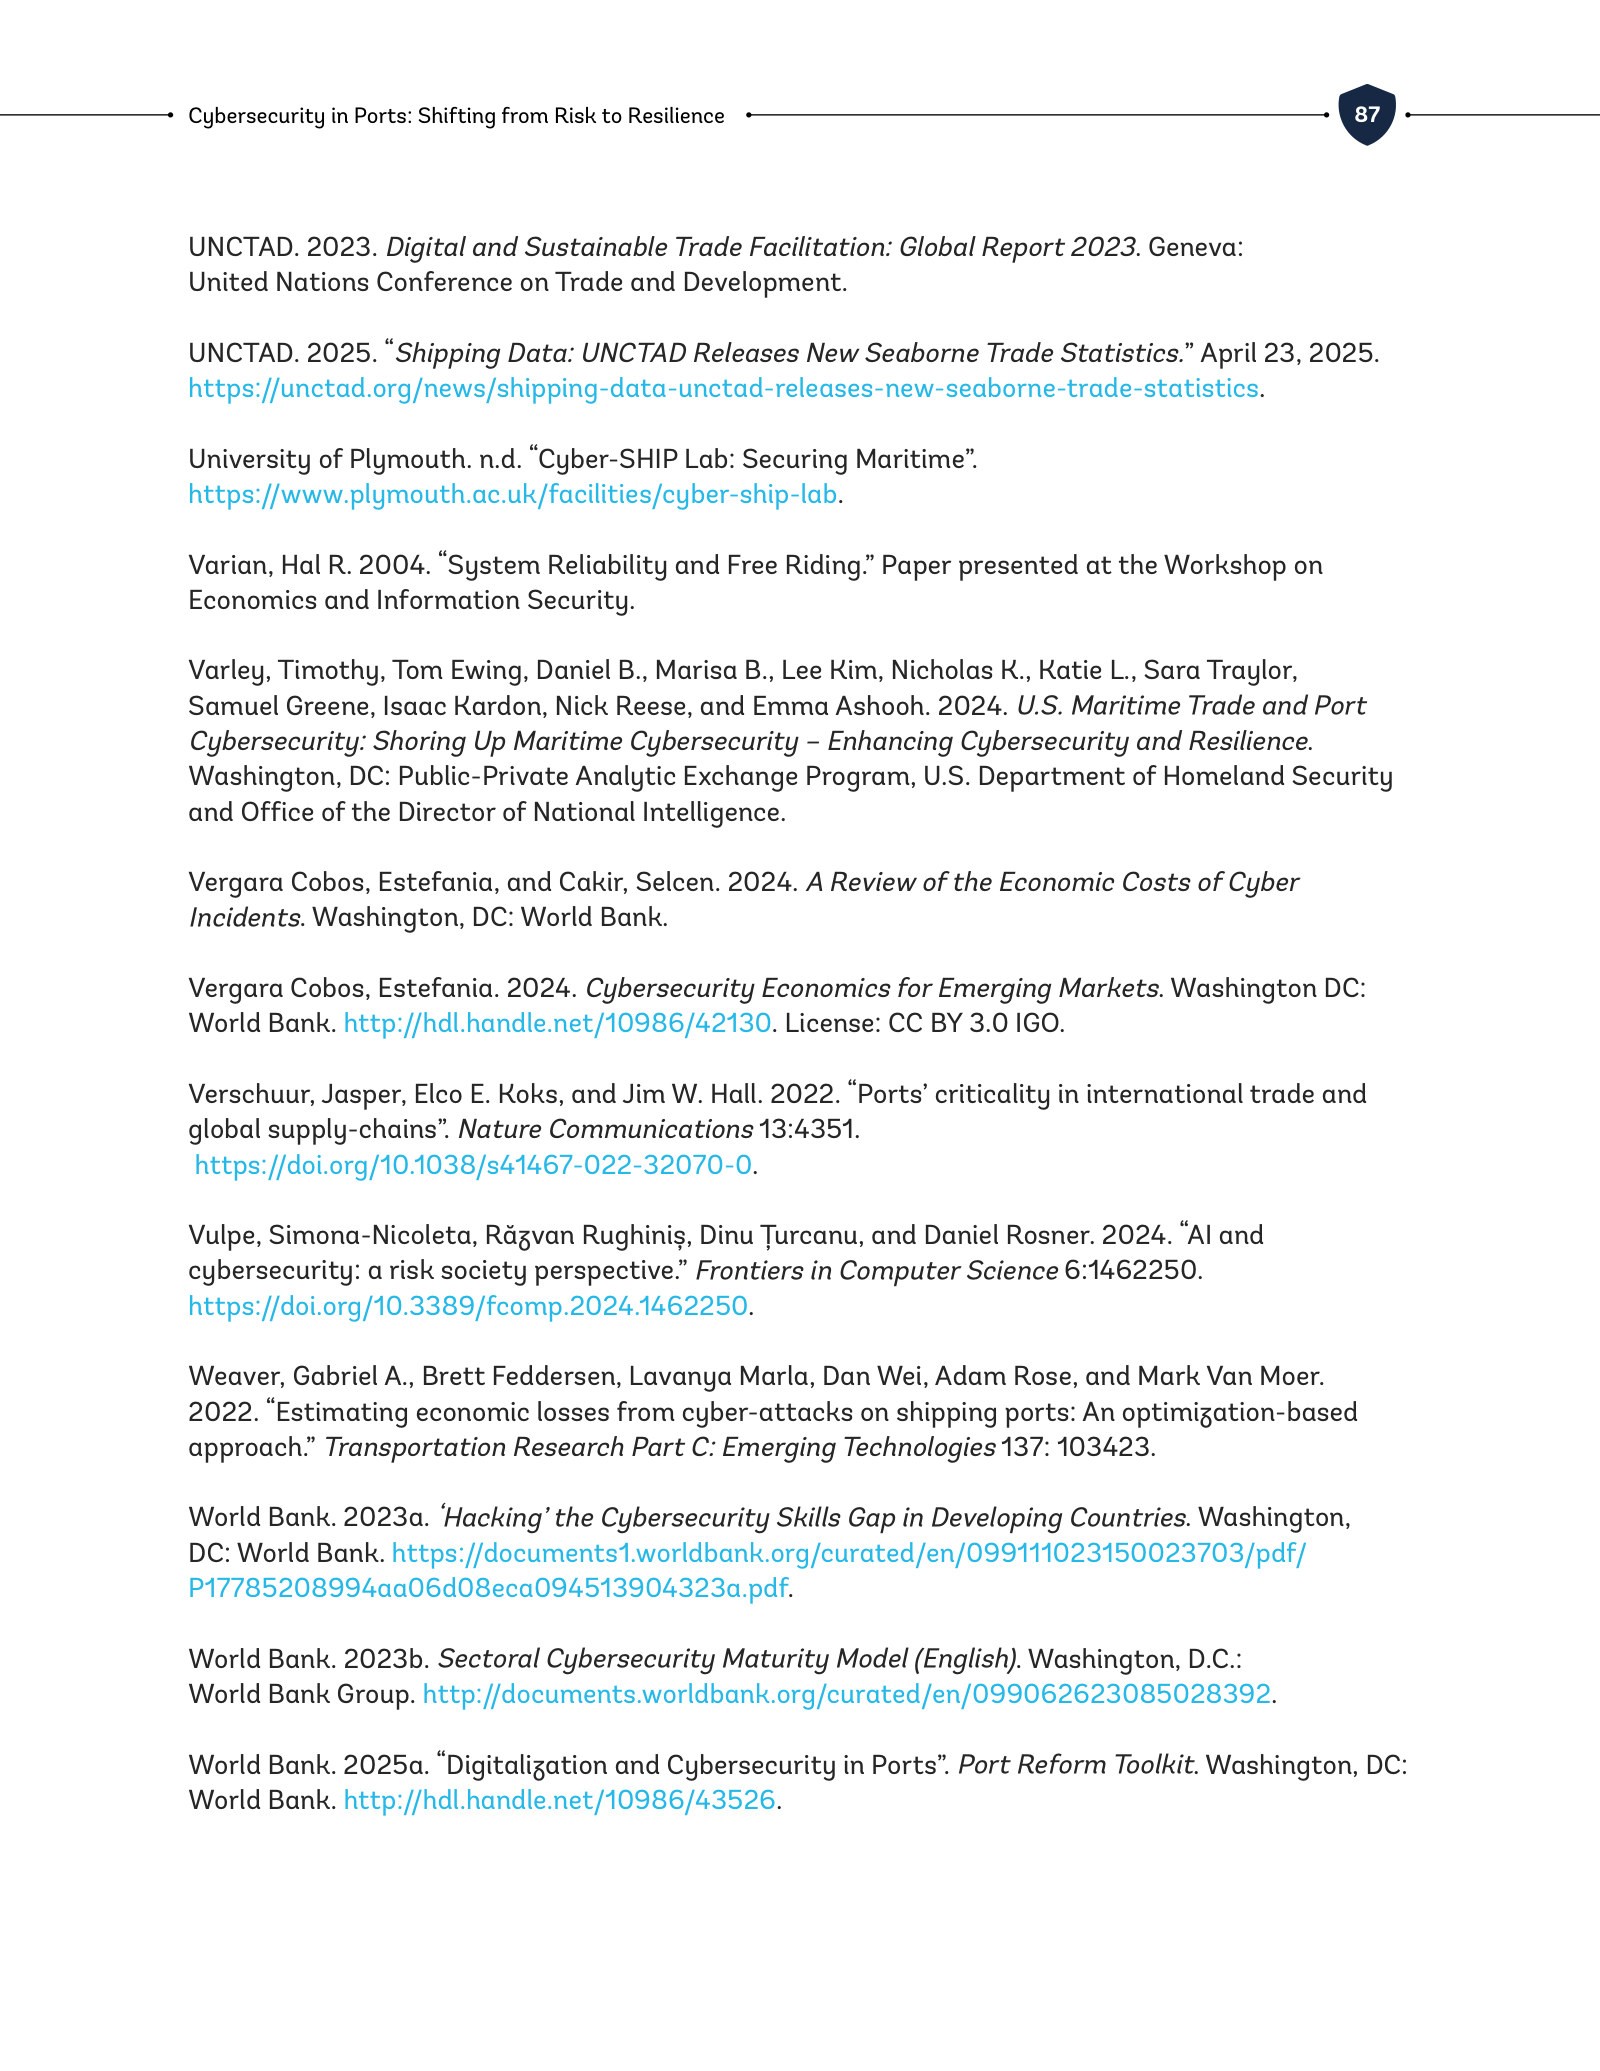 Cybersecurity in Ports: Shifting from Risk to Resilience
87
UNCTAD. 2023. Digital and Sustainable Trade Facilitation: Global Report 2023. Geneva:
United Nations Conference on Trade and Development.
UNCTAD. 2025. “Shipping Data: UNCTAD Releases New Seaborne Trade Statistics.” April 23, 2025.
https://unctad.org/news/shipping-data-unctad-releases-new-seaborne-trade-statistics.
University of Plymouth. n.d. “Cyber-SHIP Lab: Securing Maritime”.
https://www.plymouth.ac.uk/facilities/cyber-ship-lab.
Varian, Hal R. 2004. “System Reliability and Free Riding.” Paper presented at the Workshop on
Economics and Information Security.
Varley, Timothy, Tom Ewing, Daniel B., Marisa B., Lee Kim, Nicholas K., Katie L., Sara Traylor,
Samuel Greene, Isaac Kardon, Nick Reese, and Emma Ashooh. 2024. U.S. Maritime Trade and Port
Cybersecurity: Shoring Up Maritime Cybersecurity – Enhancing Cybersecurity and Resilience.
Washington, DC: Public-Private Analytic Exchange Program, U.S. Department of Homeland Security
and Office of the Director of National Intelligence.
Vergara Cobos, Estefania, and Cakir, Selcen. 2024. A Review of the Economic Costs of Cyber
Incidents. Washington, DC: World Bank.
Vergara Cobos, Estefania. 2024. Cybersecurity Economics for Emerging Markets. Washington DC:
World Bank. http://hdl.handle.net/10986/42130. License: CC BY 3.0 IGO.
Verschuur, Jasper, Elco E. Koks, and Jim W. Hall. 2022. “Ports’ criticality in international trade and
global supply-chains”. Nature Communications 13:4351.
https://doi.org/10.1038/s41467-022-32070-0.
Vulpe, Simona-Nicoleta, Răzvan Rughiniș, Dinu Țurcanu, and Daniel Rosner. 2024. “AI and
cybersecurity: a risk society perspective.” Frontiers in Computer Science 6:1462250.
https://doi.org/10.3389/fcomp.2024.1462250.
Weaver, Gabriel A., Brett Feddersen, Lavanya Marla, Dan Wei, Adam Rose, and Mark Van Moer.
2022. “Estimating economic losses from cyber-attacks on shipping ports: An optimization-based
approach.” Transportation Research Part C: Emerging Technologies 137: 103423.
World Bank. 2023a. ‘Hacking’ the Cybersecurity Skills Gap in Developing Countries. Washington,
DC: World Bank. https://documents1.worldbank.org/curated/en/099111023150023703/pdf/
P17785208994aa06d08eca094513904323a.pdf.
World Bank. 2023b. Sectoral Cybersecurity Maturity Model (English). Washington, D.C.:
World Bank Group. http://documents.worldbank.org/curated/en/099062623085028392.
World Bank. 2025a. “Digitalization and Cybersecurity in Ports”. Port Reform Toolkit. Washington, DC:
World Bank. http://hdl.handle.net/10986/43526.